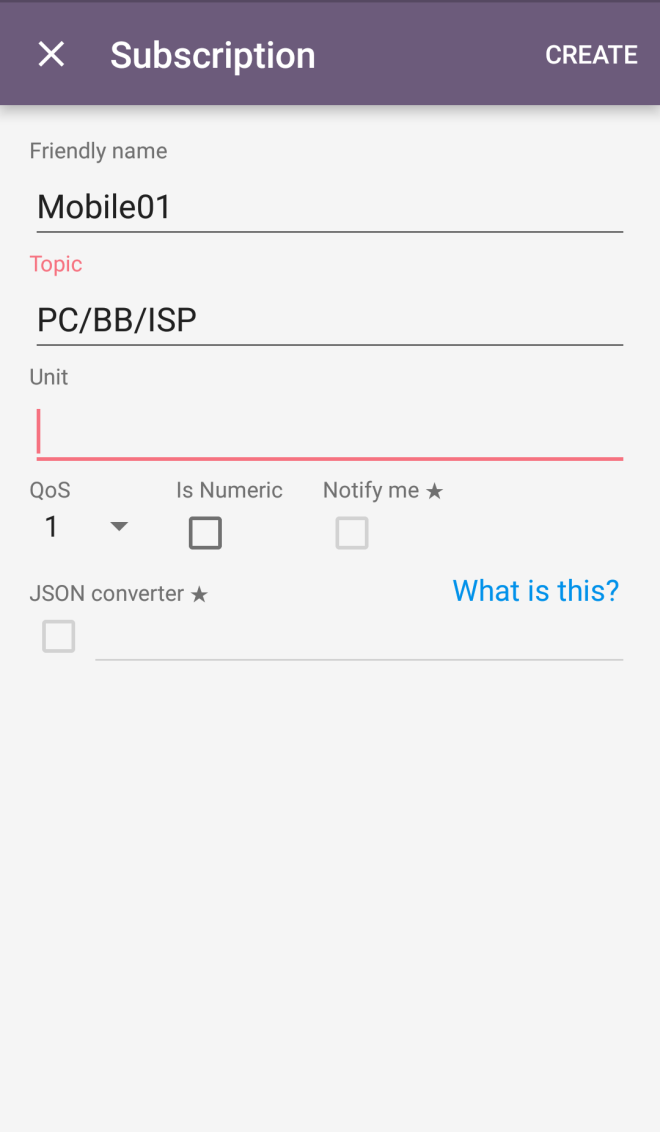 Subscription CREATE
Friendly name
Mobile01
Topic
PC/BB/ISP
Unit
QoS Is Numeric Notify me ★
1
JSON converter ★ What is this?